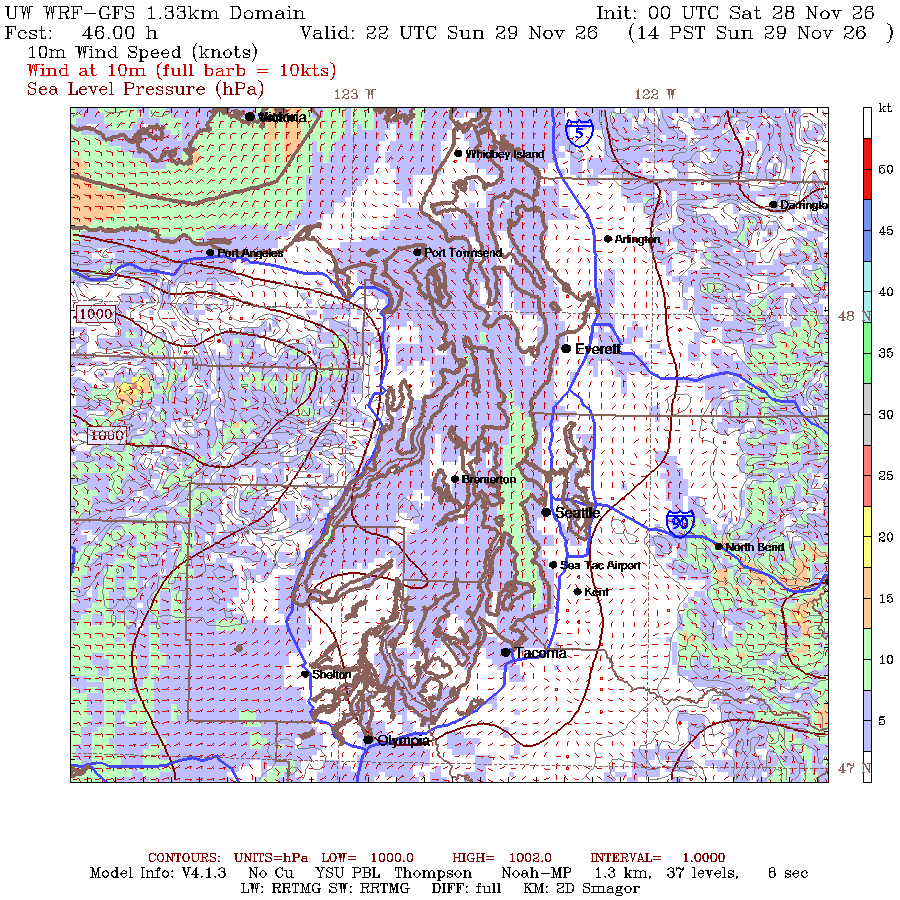 UW WRF-GFS 1.33km Domain Init: 00 UTC Sat 28 Nov 26
Fcst: 46.00 h Valid: 22 UTC Sun 29 Nov 26 (14 PST Sun 29 Nov 26 )
10m Wind Speed (knots)
Wind at 10m (full barb = 10kts)
Sea Level Pressure (hPa)
123 W 122 W
kt
Victoria
5
Whidbey Island
50
Darringto
45
Arlington
Port Angeles
Port Townsend
40
1000
48 N
Everett
35
30
1000
Bremerton
25
Seattle
90
20
North Bend
Sea Tac Airport
Kent
15
Tacoma
10
Shelton
5
Olympia
47 N
CONTOURS: UNITS=hPa LOW= 1000.0 HIGH= 1002.0 INTERVAL= 1.0000
Model Info: V4.1.3 No Cu YSU PBL Thompson Noah-MP 1.3 km, 37 levels, 8 sec
LW: RRTMG SW: RRTMG DIFF: full KM: 2D Smagor